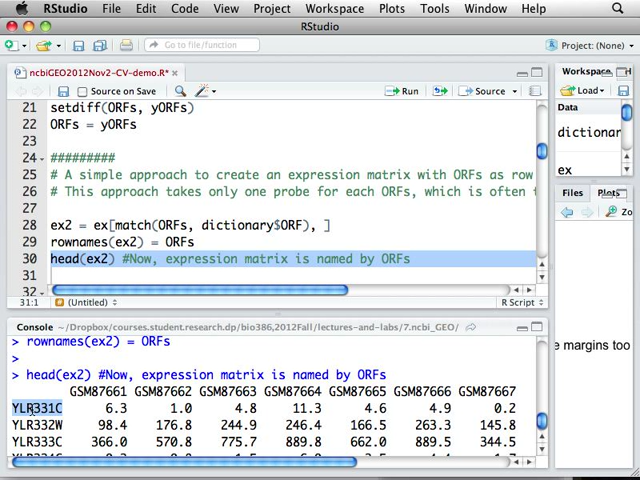 RStudio File Edit Code View Project Workspace Plots Tools Window Help
RStudio
Go to file/function
Project: (None)
ncbiGEO2012Nov2-CV-demo.R*
Workspace
Source on Save
Run
Source
Load
Data
21 setdiff(ORFs, yORFs)
22 ORFs = yORFs
23
24 #########
25 # A simple approach to create an expression matrix with ORFs as row
26 # This approach takes only one probe for each ORFs, which is often
27
28 ex2 = ex[match(ORFs, dictionary$ORF), ]
29 rownames(ex2) = ORFs
30 head(ex2) #Now, expression matrix is named by ORFs
31
32
dictionar
ex
Files Plots
Zo
31:1 (Untitled) R Script
Console ~/Dropbox/courses.student.research.dp/bio386,2012Fall/lectures-and-labs/7.ncbi_GEO/
> rownames(ex2) = ORFs
>
> head(ex2) #Now, expression matrix is named by ORFs
GSM87661 GSM87662 GSM87663 GSM87664 GSM87665 GSM87666 GSM87667
YLR331C 6.3 1.0 4.8 11.3 4.6 4.9 0.2
YLR332W 98.4 176.8 244.9 246.4 166.5 263.3 145.8
YLR333C 366.0 570.8 775.7 889.8 662.0 889.5 344.5
e margins too